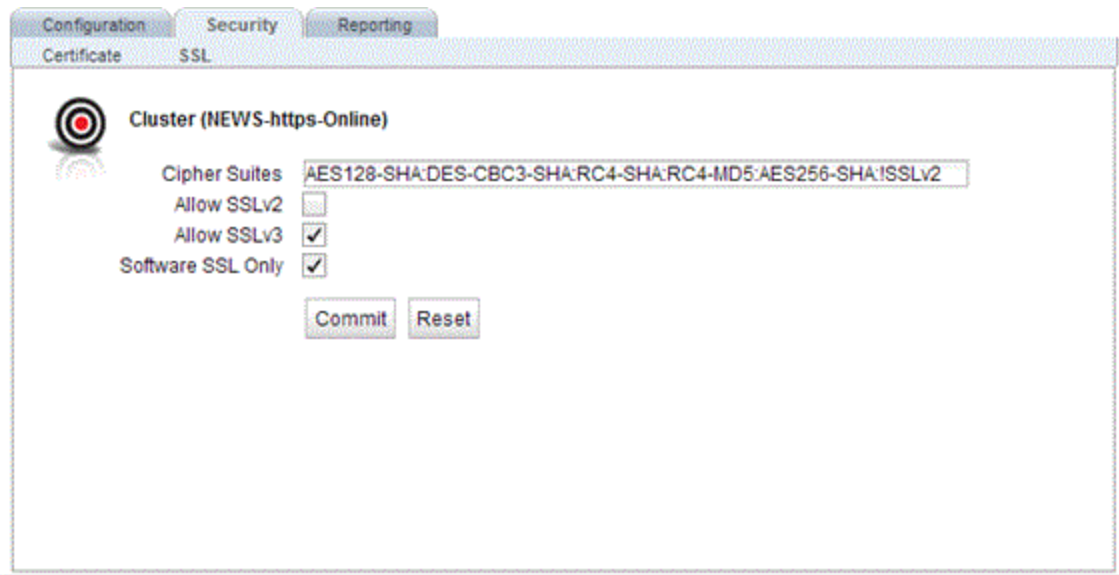 Configuration Security Reporting
Certificate SSL
Cluster (NEWS-https-Online)
Cipher Suites AES128-SHA:DES-CBC3-SHA:RC4-SHA:RC4-MD5:AES256-SHA:!SSLv2
Allow SSLv2
Allow SSLv3
Software SSL Only
Commit Reset